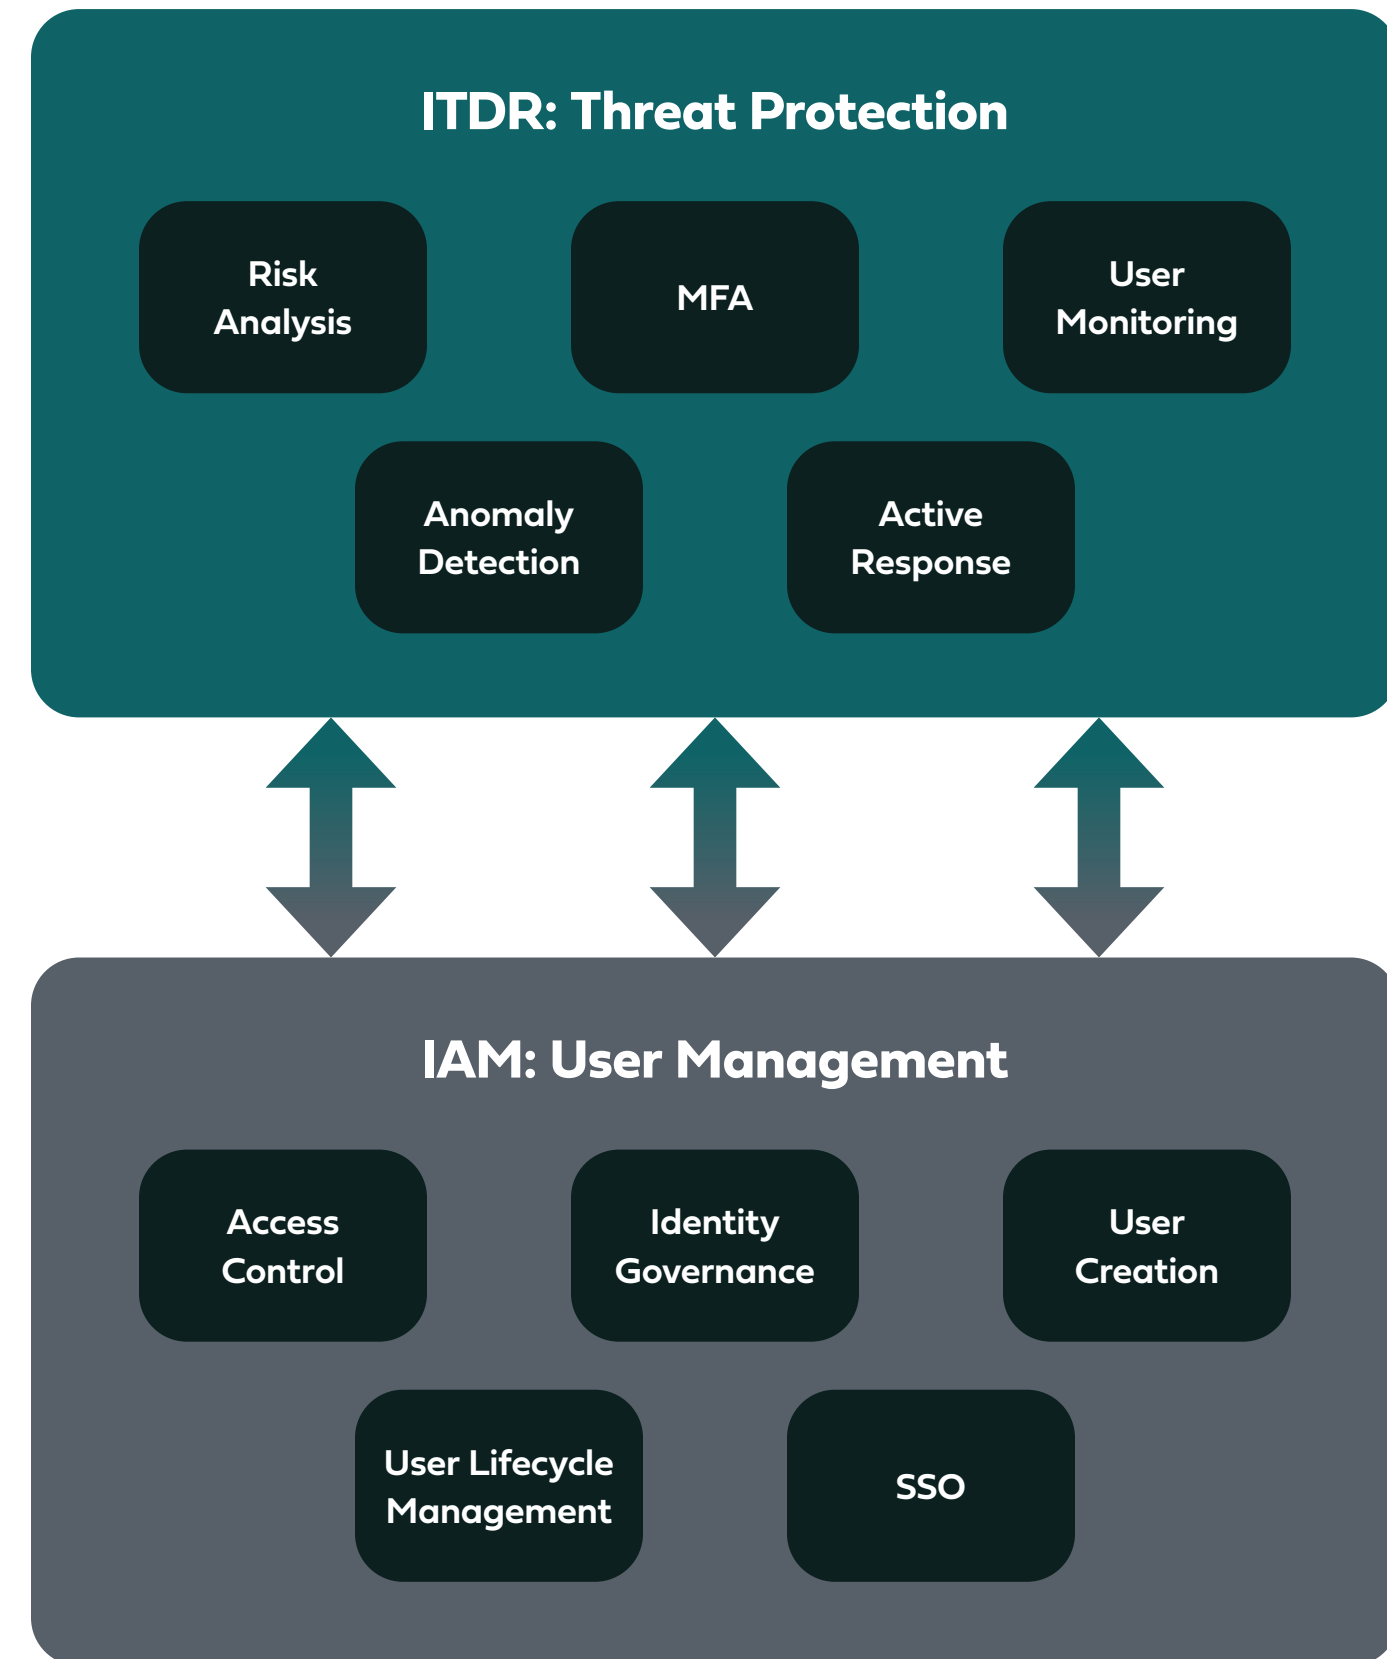 ITDR: Threat Protection
Risk
Analysis
MFA
User
Monitoring
Anomaly
Detection
Active
Response
IAM: User Management
Access
Control
Identity
Governance
User
Creation
User Lifecycle
Management
SSO